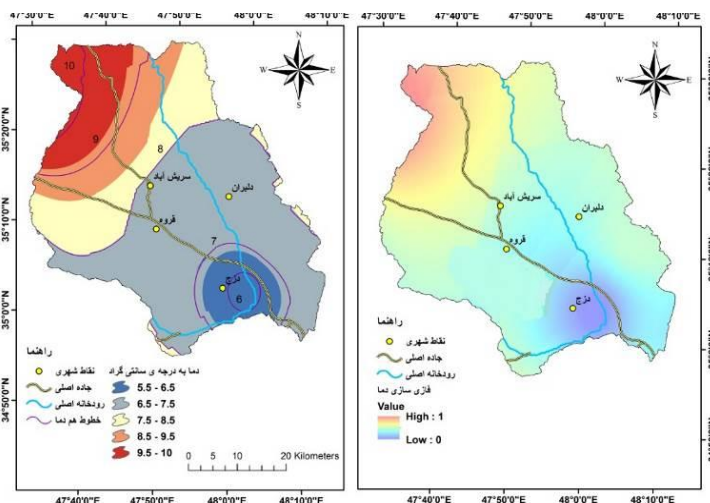 47°30'0"E 47°40'0"E 47°50'0"E 48°0'0"E 48°10'0"E
47°30'0"E 47°50'0"E 48°0'0"E 48°10'0"E
N
W E
S
N
W E
S
10
9
8
7
6
35°20'0"N
35°10'0"N
35°0'0"N
34°50'0"N
سریش آباد
دلبران
قروه
دزج
سریش آباد
دلبران
قروه
دزج
راهنما
نقاط شهری
جاده اصلی
رودخانه اصلی
خطوط هم دما
دما به درجه ی سانتی گراد
5.5 - 6.5
6.5 - 7.5
7.5 - 8.5
8.5 - 9.5
9.5 - 10
0 5 10 20 Kilometers
راهنما
نقاط شهری
جاده اصلی
رودخانه اصلی
فازی سازی دما
Value
High : 1
Low : 0
47°40'0"E 47°50'0"E 48°0'0"E 48°10'0"E
47°40'0"E 47°50'0"E 48°0'0"E 48°10'0"E